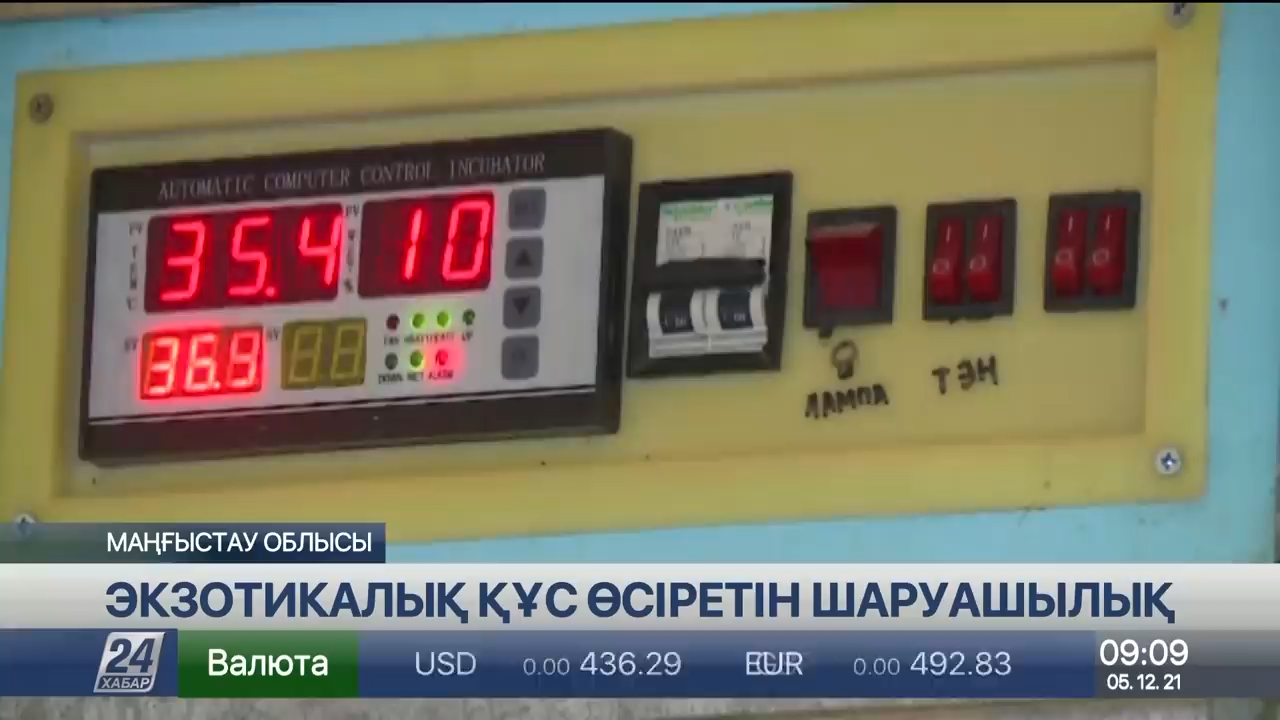 AUTOMATIC COMPUTER CONTROL INCUBATOR
35.4 10
36.9
ЛАМПА
ТЭН
МАҢҒЫСТАУ ОБЛЫСЫ
ЭКЗОТИКАЛЫҚ ҚҰС ӨСІРЕТІН ШАРУАШЫЛЫҚ
24 ХАБАР
Валюта
USD 0.00 436.29 EUR 0.00 492.83
09:09
05.12.21